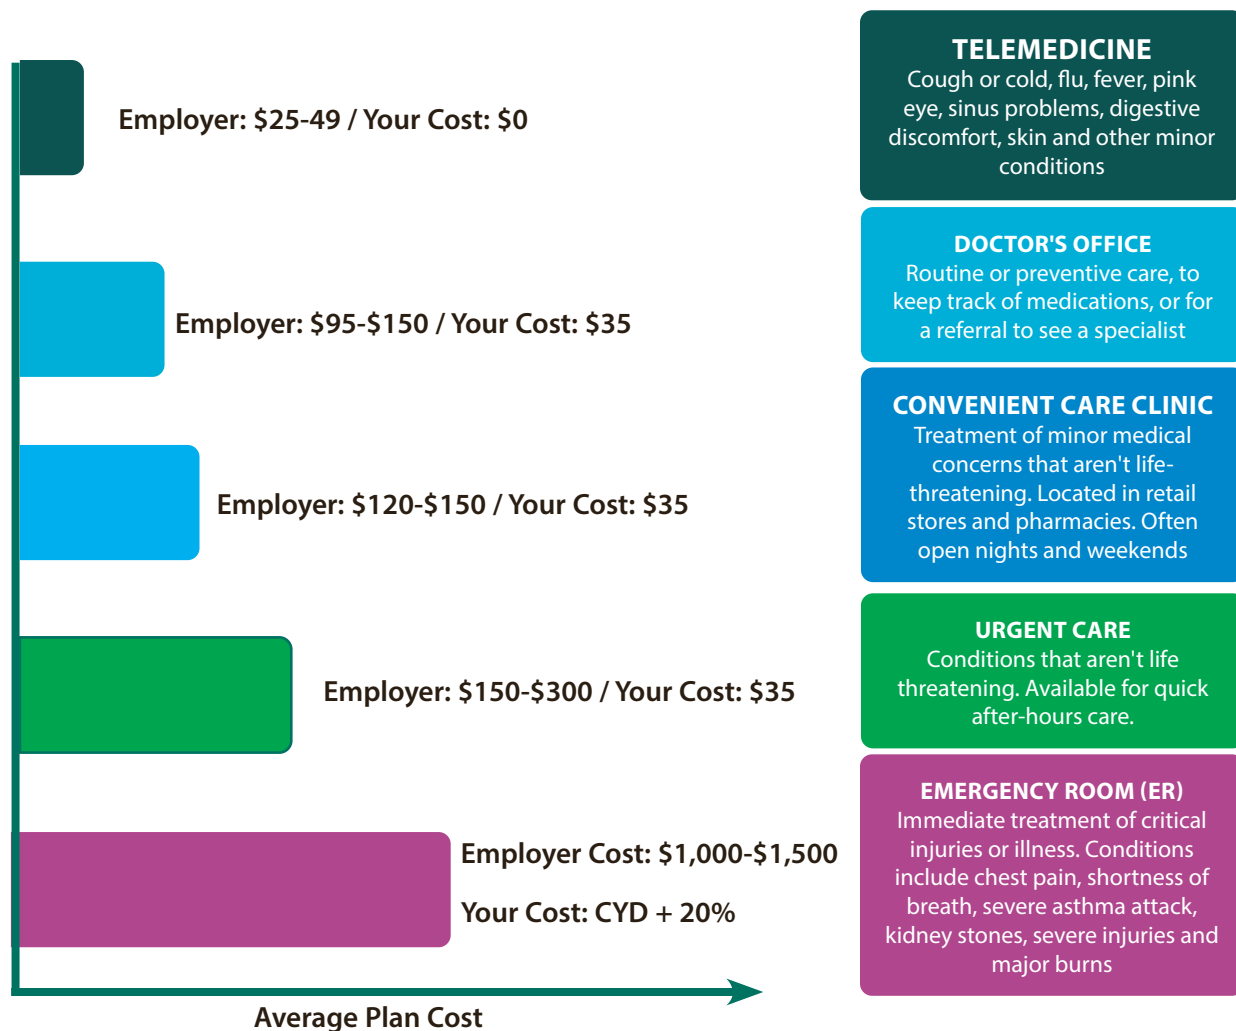 TELEMEDICINE
Cough or cold, flu, fever, pink
eye, sinus problems, digestive
discomfort, skin and other minor
conditions
Employer: $25-49 / Your Cost: $0
DOCTOR'S OFFICE
Routine or preventive care, to
keep track of medications, or for
a referral to see a specialist
Employer: $95-$150 / Your Cost: $35
CONVENIENT CARE CLINIC
Treatment of minor medical
concerns that aren't life-
threatening. Located in retail
stores and pharmacies. Often
open nights and weekends
Employer: $120-$150 / Your Cost: $35
URGENT CARE
Conditions that aren't life
threatening. Available for quick
after-hours care.
Employer: $150-$300 / Your Cost: $35
EMERGENCY ROOM (ER)
Immediate treatment of critical
injuries or illness. Conditions
include chest pain, shortness of
breath, severe asthma attack,
kidney stones, severe injuries and
major burns
Employer Cost: $1,000-$1,500
Your Cost: CYD + 20%
Average Plan Cost